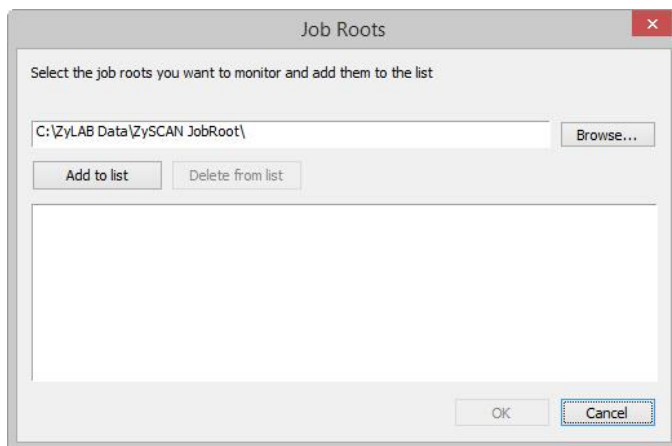 Job Roots
Select the job roots you want to monitor and add them to the list
C:\ZyLAB Data\ZySCAN JobRoot\
Browse...
Add to list
Delete from list
OK
Cancel